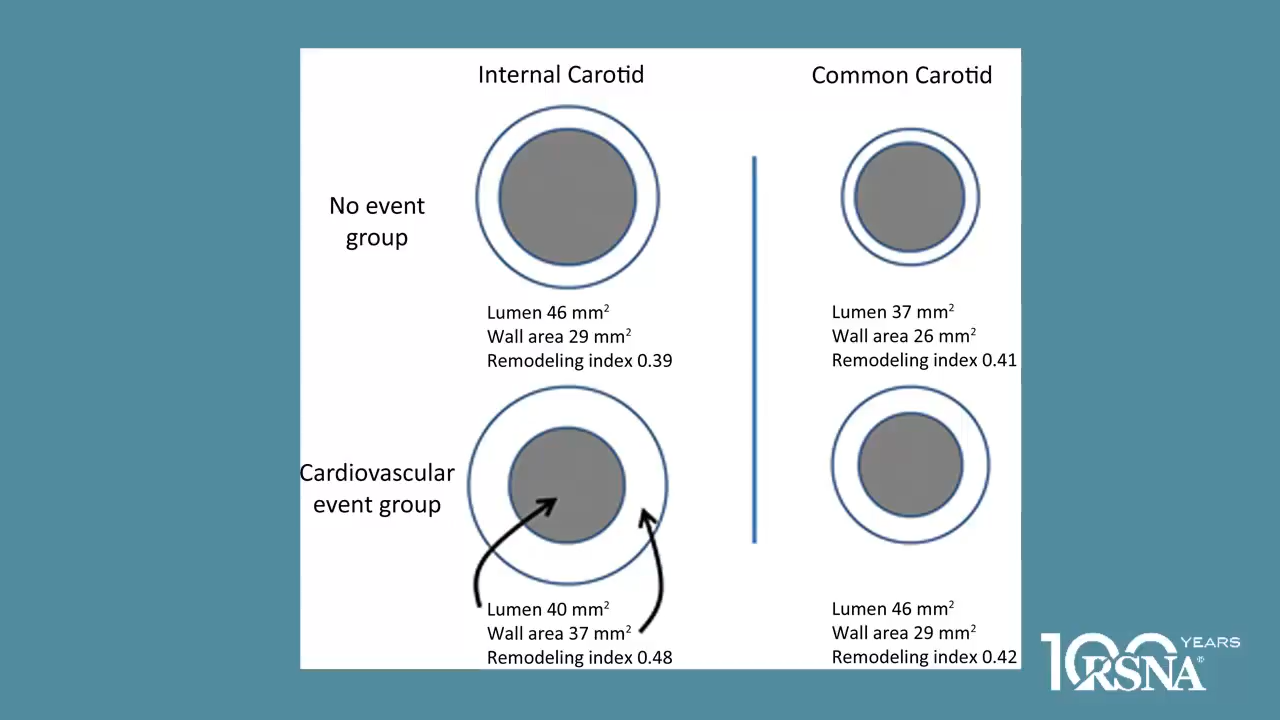 Internal Carotid
Common Carotid
No event
group
Lumen 46 mm²
Wall area 29 mm²
Remodeling index 0.39
Lumen 37 mm²
Wall area 26 mm²
Remodeling index 0.41
Cardiovascular
event group
Lumen 40 mm²
Wall area 37 mm²
Remodeling index 0.48
Lumen 46 mm²
Wall area 29 mm²
Remodeling index 0.42
100 YEARS
RSNA®